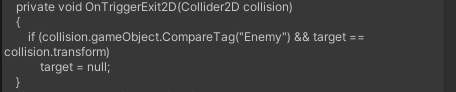 private void OnTriggerExit2D(Collider2D collision)
{
if (collision.gameObject.CompareTag("Enemy") && target ==
collision.transform)
target = null;
}